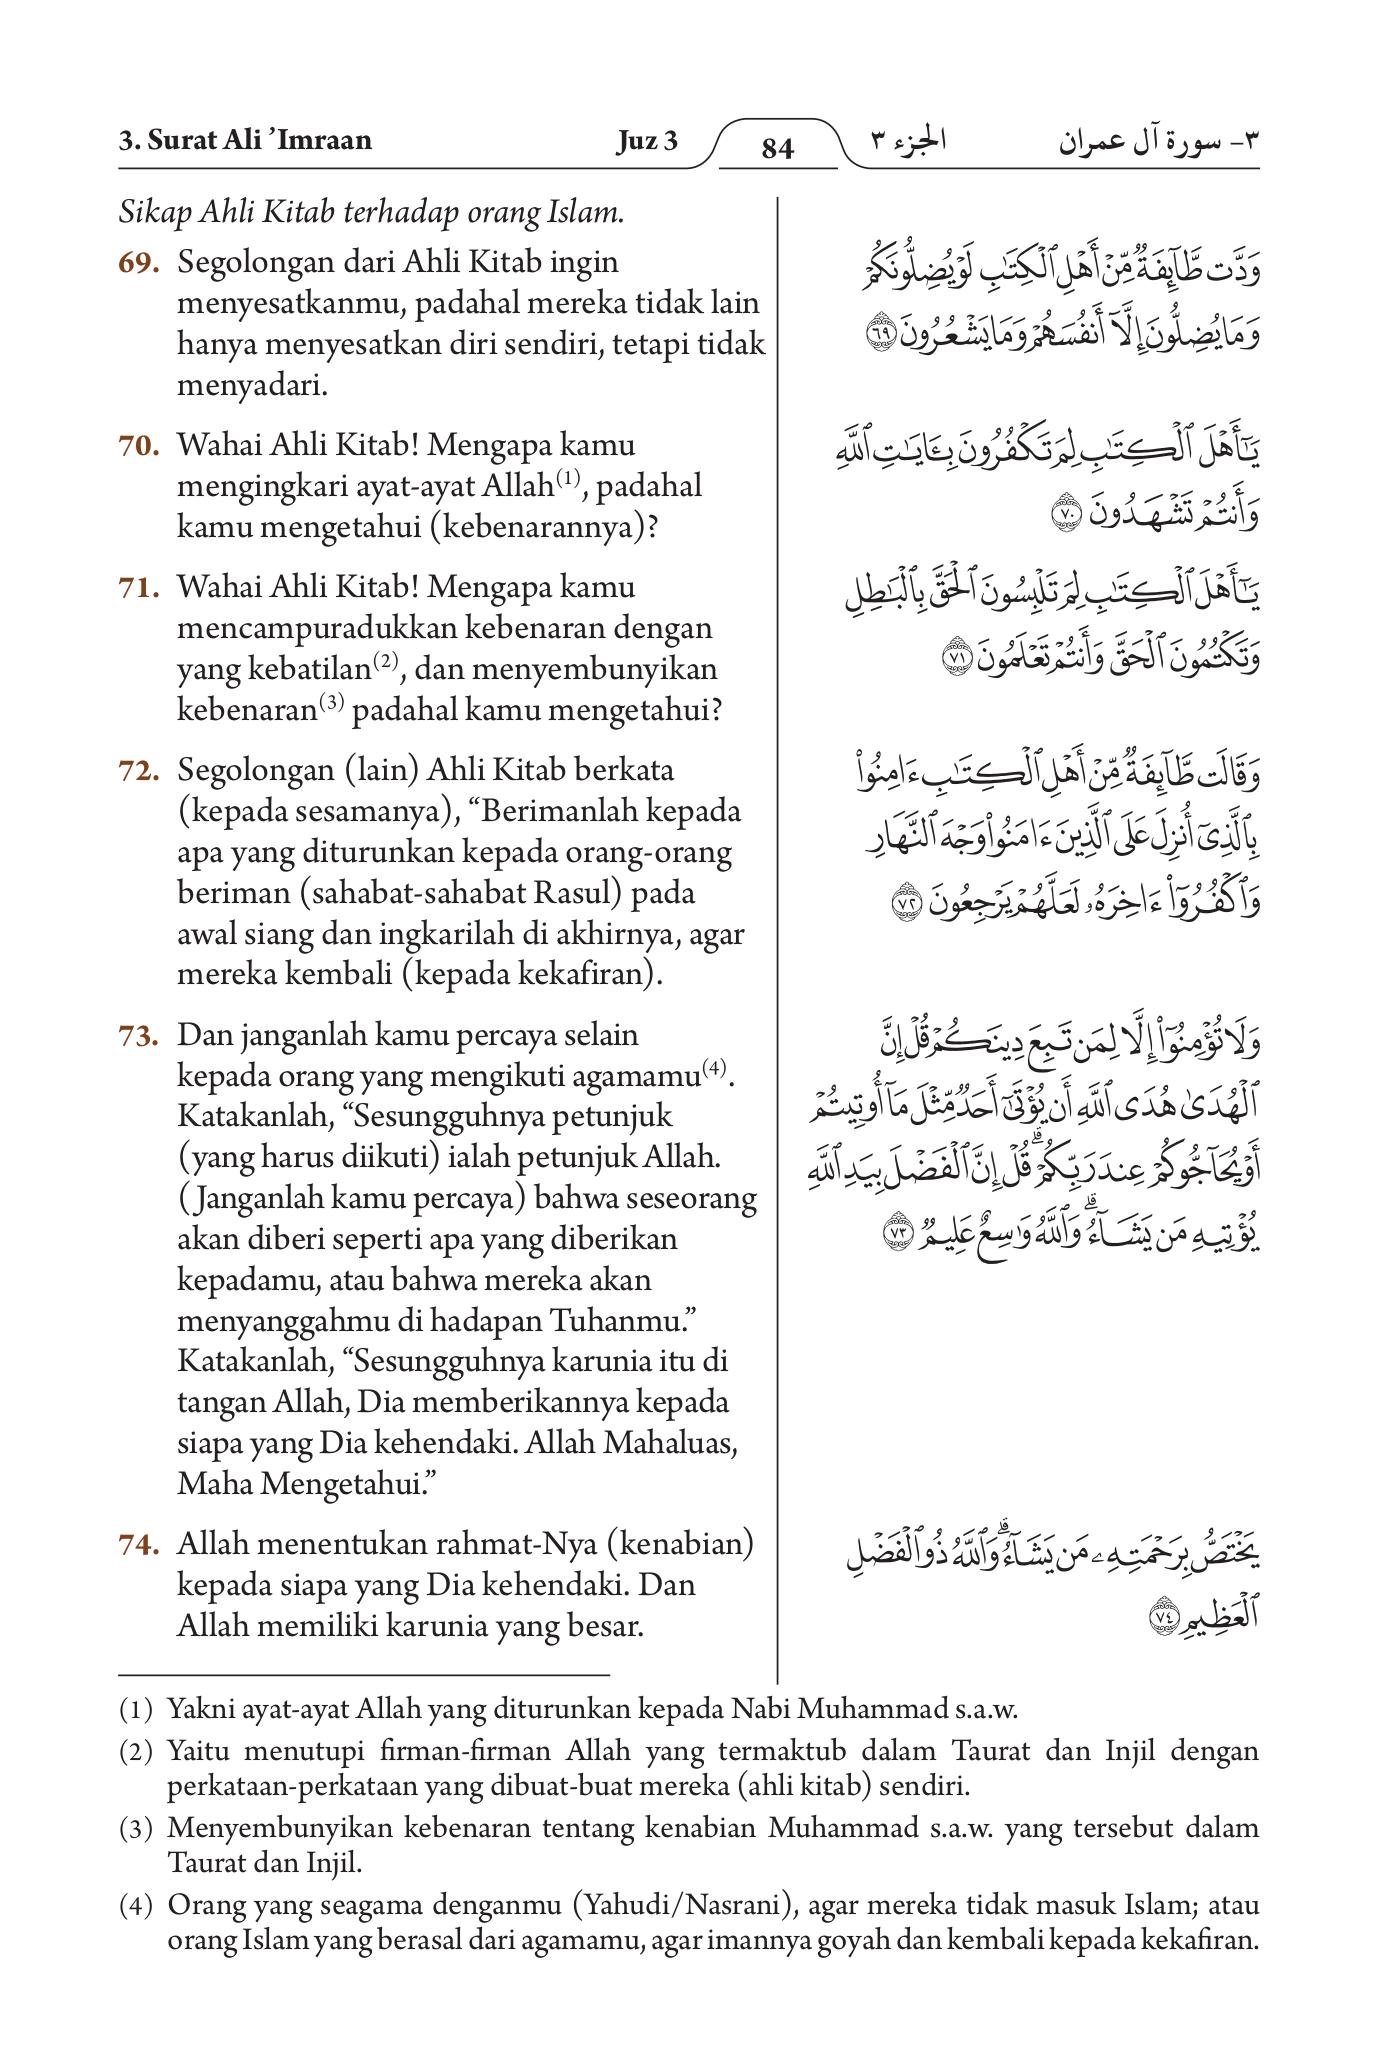 3. Surat Ali ’Imraan
Juz 3
84
الجزء ٣
٣- سورة آل عمران
Sikap Ahli Kitab terhadap orang Islam.
69. Segolongan dari Ahli Kitab ingin
menyesatkanmu, padahal mereka tidak lain
hanya menyesatkan diri sendiri, tetapi tidak
menyadari.
70. Wahai Ahli Kitab! Mengapa kamu
mengingkari ayat-ayat Allah(1), padahal
kamu mengetahui (kebenarannya)?
71. Wahai Ahli Kitab! Mengapa kamu
mencampuradukkan kebenaran dengan
yang kebatilan(2), dan menyembunyikan
kebenaran(3) padahal kamu mengetahui?
72. Segolongan (lain) Ahli Kitab berkata
(kepada sesamanya), “Berimanlah kepada
apa yang diturunkan kepada orang-orang
beriman (sahabat-sahabat Rasul) pada
awal siang dan ingkarilah di akhirnya, agar
mereka kembali (kepada kekafiran).
73. Dan janganlah kamu percaya selain
kepada orang yang mengikuti agamamu(4).
Katakanlah, “Sesungguhnya petunjuk
(yang harus diikuti) ialah petunjuk Allah.
(Janganlah kamu percaya) bahwa seseorang
akan diberi seperti apa yang diberikan
kepadamu, atau bahwa mereka akan
menyanggahmu di hadapan Tuhanmu.”
Katakanlah, “Sesungguhnya karunia itu di
tangan Allah, Dia memberikannya kepada
siapa yang Dia kehendaki. Allah Mahaluas,
Maha Mengetahui.”
74. Allah menentukan rahmat-Nya (kenabian)
kepada siapa yang Dia kehendaki. Dan
Allah memiliki karunia yang besar.
وَدَّت طَّآئِفَةٌ مِّنْ أَهْلِ ٱلْكِتَٰبِ لَوْ يُضِلُّونَكُمْ
وَمَا يُضِلُّونَ إِلَّآ أَنفُسَهُمْ وَمَا يَشْعُرُونَ ٦٩
يَٰٓأَهْلَ ٱلْكِتَٰبِ لِمَ تَكْفُرُونَ بِـَٔايَٰتِ ٱللَّهِ
وَأَنتُمْ تَشْهَدُونَ ٧٠
يَٰٓأَهْلَ ٱلْكِتَٰبِ لِمَ تَلْبِسُونَ ٱلْحَقَّ بِٱلْبَٰطِلِ
وَتَكْتُمُونَ ٱلْحَقَّ وَأَنتُمْ تَعْلَمُونَ ٧١
وَقَالَت طَّآئِفَةٌ مِّنْ أَهْلِ ٱلْكِتَٰبِ ءَامِنُوا۟
بِٱلَّذِىٓ أُنزِلَ عَلَى ٱلَّذِينَ ءَامَنُوا۟ وَجْهَ ٱلنَّهَارِ
وَٱكْفُرُوٓا۟ ءَاخِرَهُۥ لَعَلَّهُمْ يَرْجِعُونَ ٧٢
وَلَا تُؤْمِنُوٓا۟ إِلَّا لِمَن تَبِعَ دِينَكُمْ قُلْ إِنَّ
ٱلْهُدَىٰ هُدَى ٱللَّهِ أَن يُؤْتَىٰٓ أَحَدٌ مِّثْلَ مَآ أُوتِيتُمْ
أَوْ يُحَآجُّوكُمْ عِندَ رَبِّكُمْ ۗ قُلْ إِنَّ ٱلْفَضْلَ بِيَدِ ٱللَّهِ
يُؤْتِيهِ مَن يَشَآءُ ۗ وَٱللَّهُ وَٰسِعٌ عَلِيمٌ ٧٣
يَخْتَصُّ بِرَحْمَتِهِۦ مَن يَشَآءُ ۗ وَٱللَّهُ ذُو ٱلْفَضْلِ
ٱلْعَظِيمِ ٧٤
(1) Yakni ayat-ayat Allah yang diturunkan kepada Nabi Muhammad s.a.w.
(2) Yaitu menutupi firman-firman Allah yang termaktub dalam Taurat dan Injil dengan
perkataan-perkataan yang dibuat-buat mereka (ahli kitab) sendiri.
(3) Menyembunyikan kebenaran tentang kenabian Muhammad s.a.w. yang tersebut dalam
Taurat dan Injil.
(4) Orang yang seagama denganmu (Yahudi/Nasrani), agar mereka tidak masuk Islam; atau
orang Islam yang berasal dari agamamu, agar imannya goyah dan kembali kepada kekafiran.